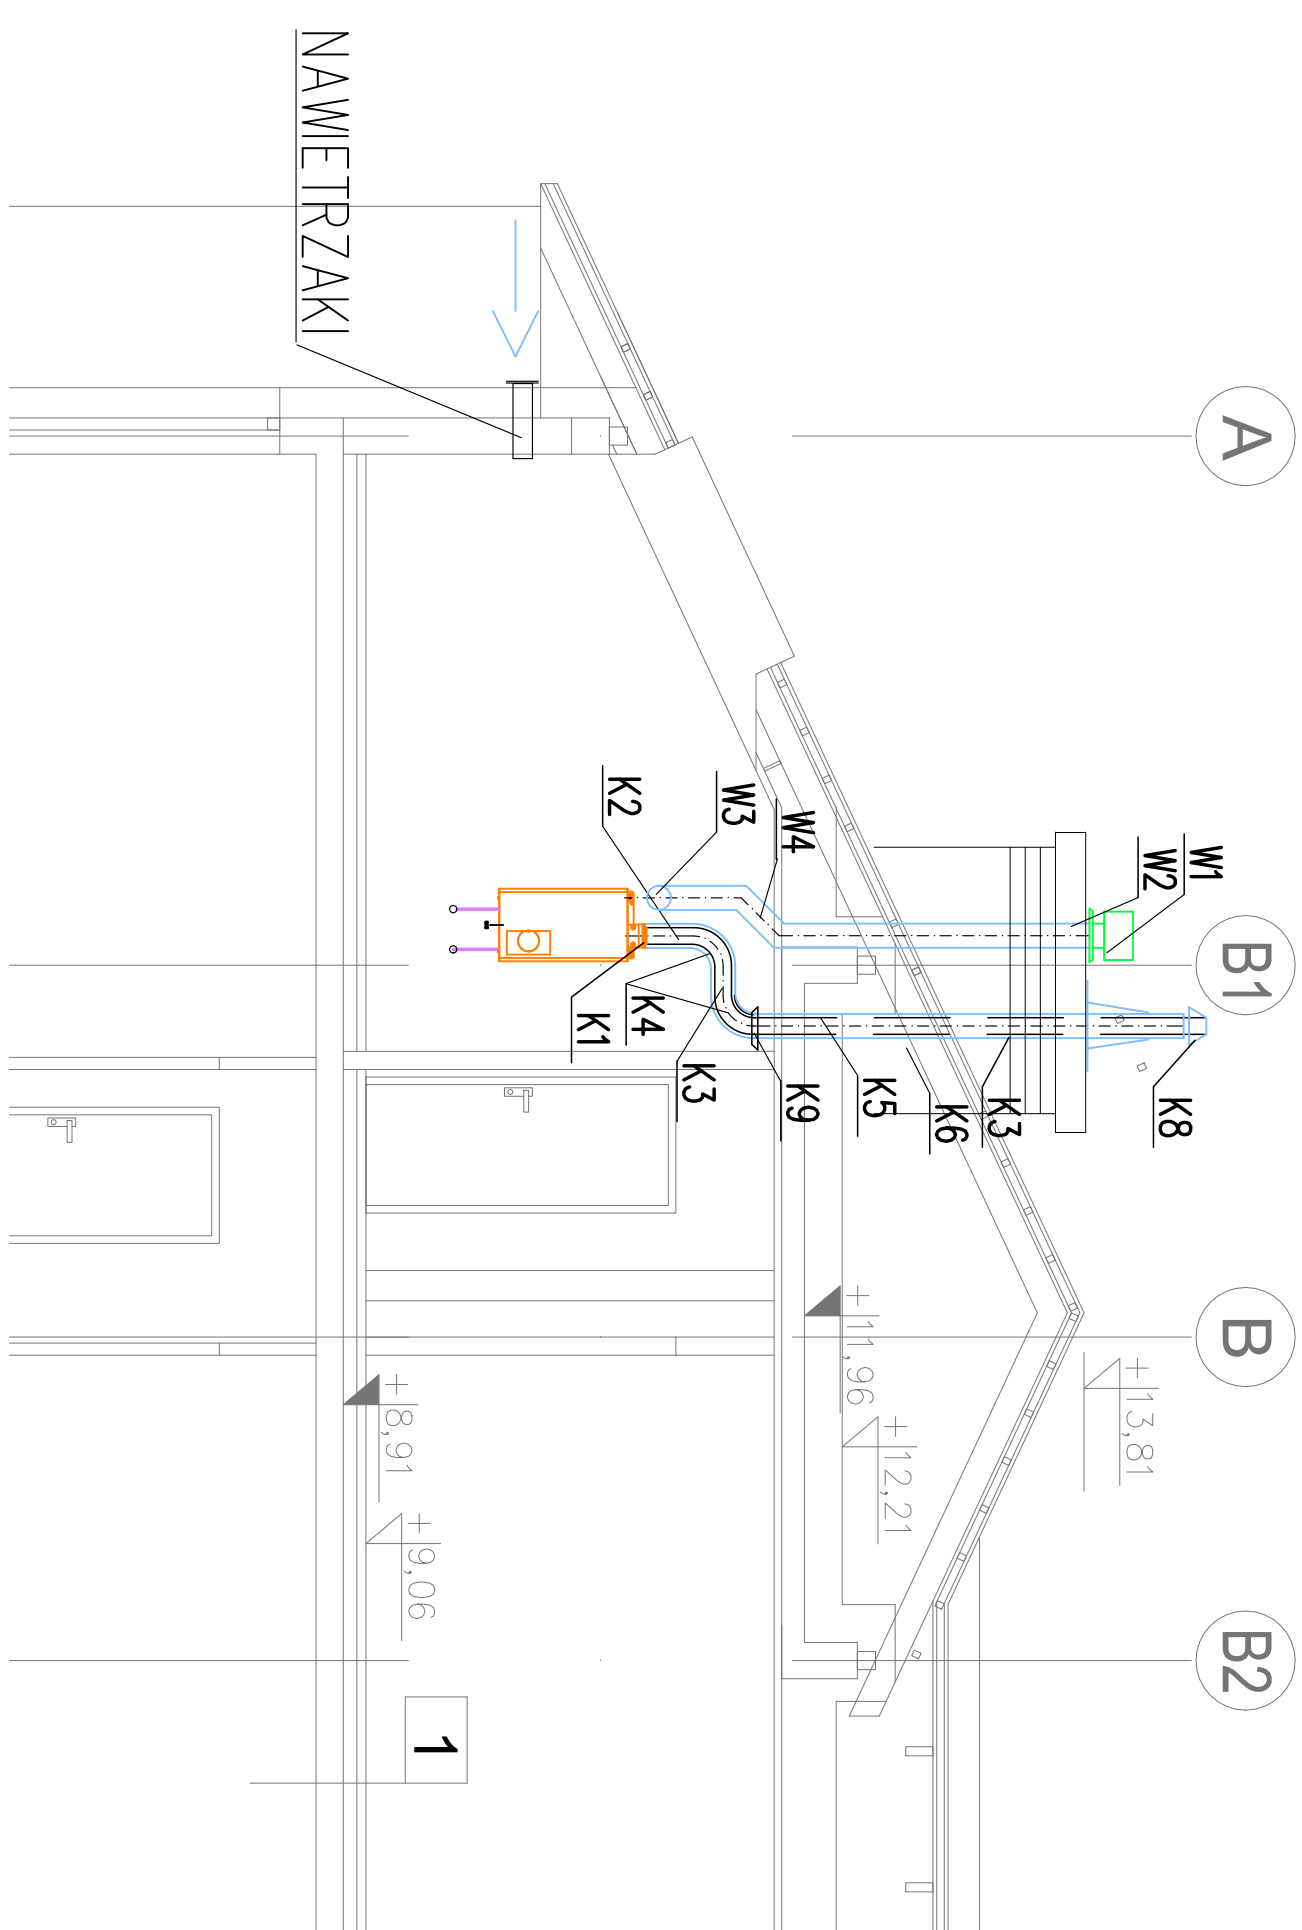 A
B1
B
B2
NAWIETRZAKI
W1
W2
K8
W4
W3
K2
K3
K6
K5
K9
K3
K4
K1
+13,81
+11,96
+12,21
+8,91
+9,06
1